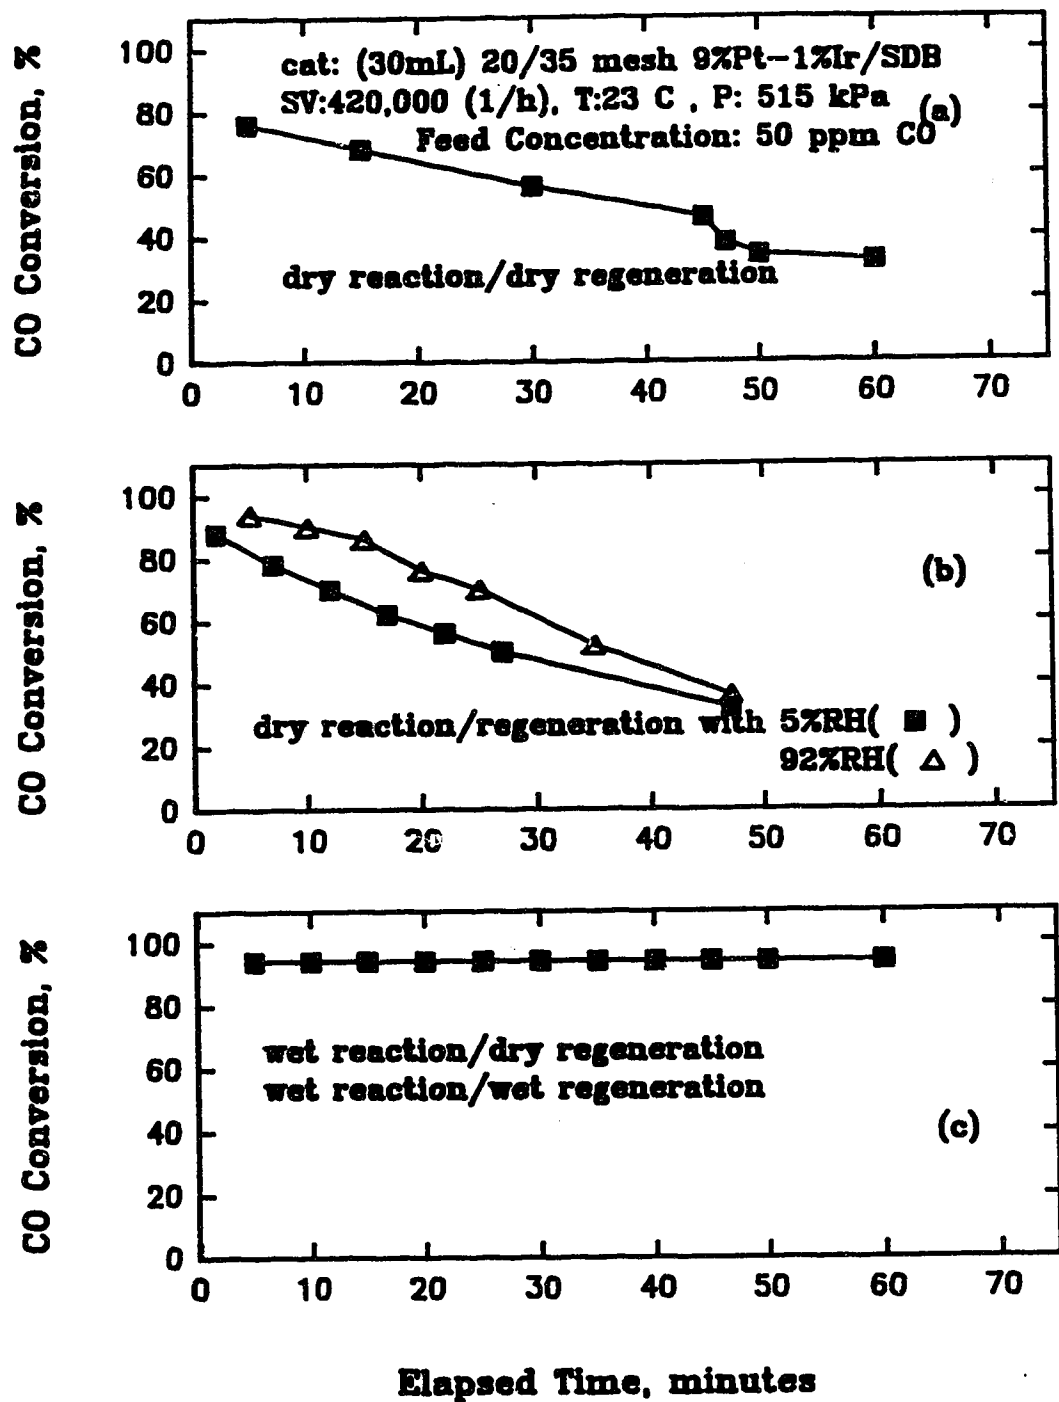 CO Conversion, %
100
80
60
40
20
0
cat: (30mL) 20/35 mesh 9%Pt-1%Ir/SDB
SV:420,000 (1/h), T:23 C , P: 515 kPa
(a)
Feed Concentration: 50 ppm CO
dry reaction/dry regeneration
0 10 20 30 40 50 60 70
CO Conversion, %
100
80
60
40
20
0
(b)
dry reaction/regeneration with 5%RH( ■ )
92%RH( △ )
0 10 20 30 40 50 60 70
CO Conversion, %
100
80
60
40
20
0
wet reaction/dry regeneration
wet reaction/wet regeneration
(c)
0 10 20 30 40 50 60 70
Elapsed Time, minutes